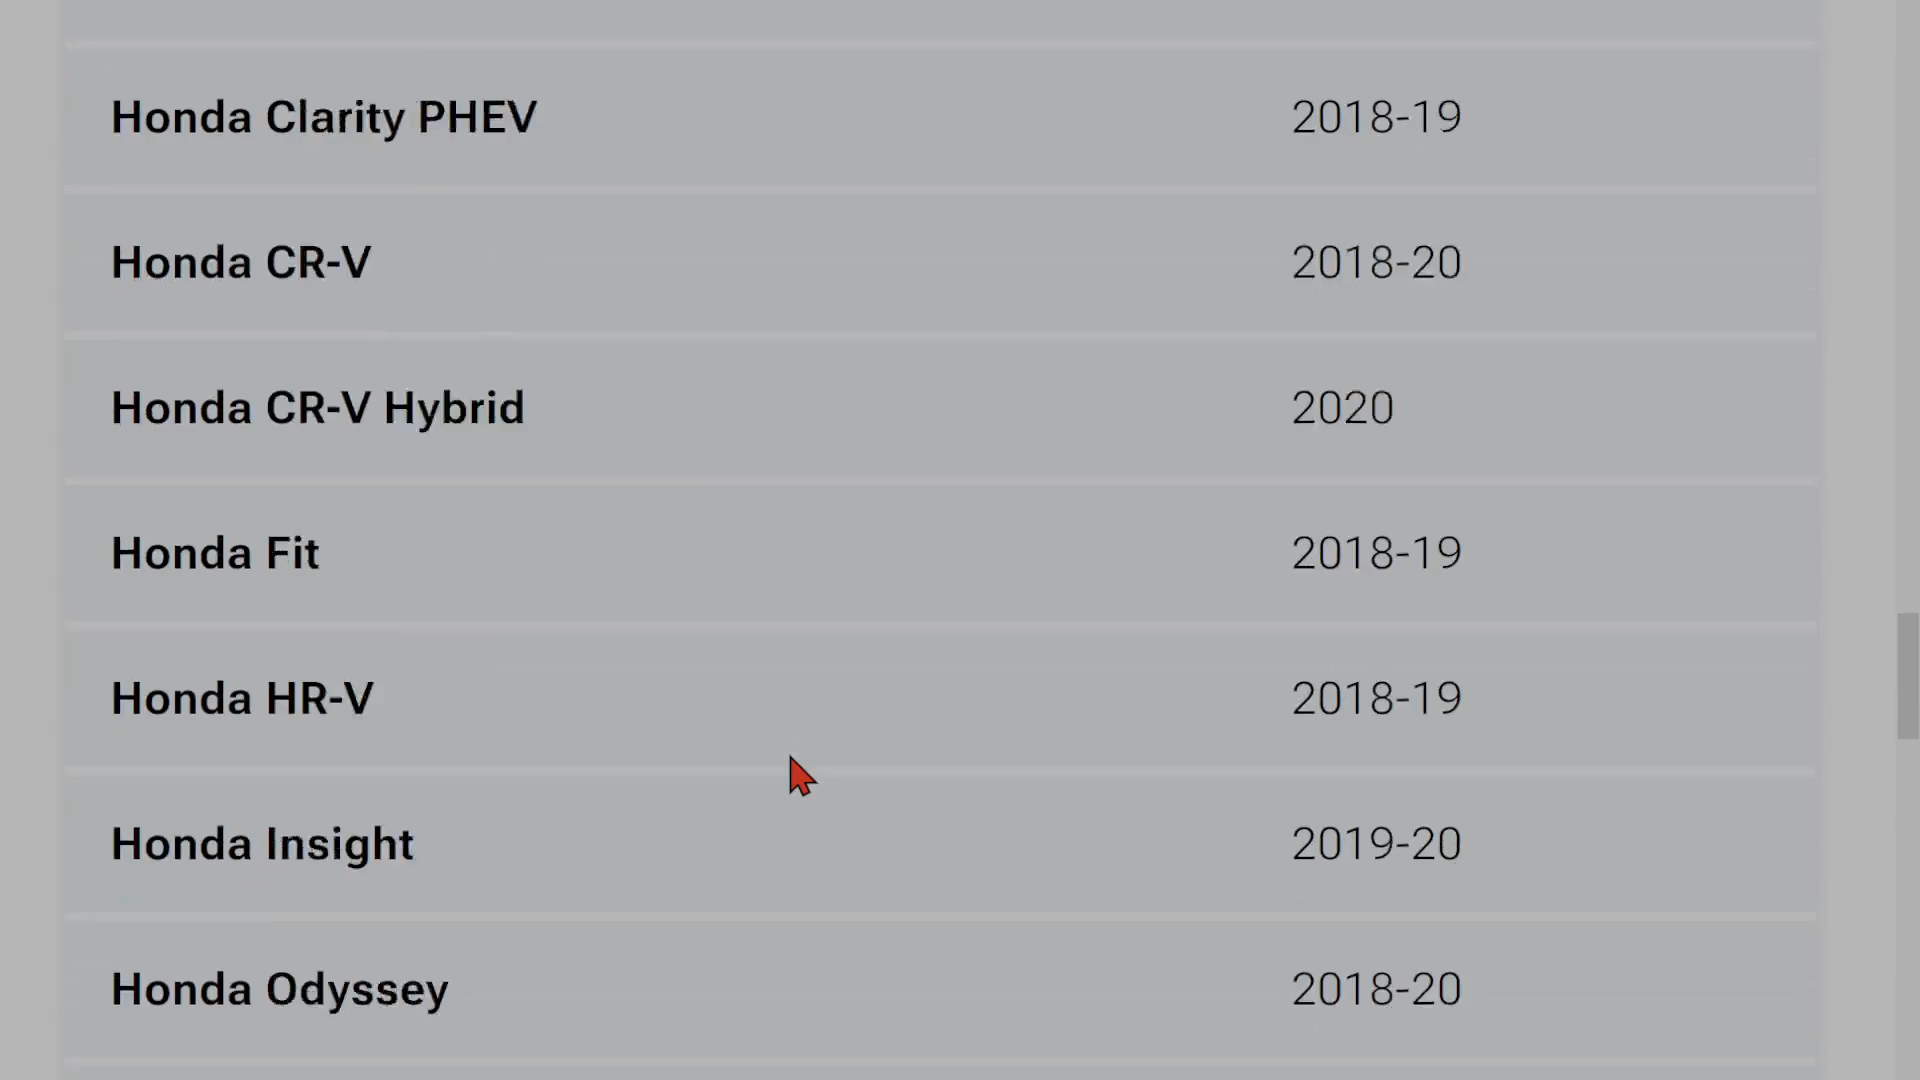 Honda Clarity PHEV 2018-19
Honda CR-V 2018-20
Honda CR-V Hybrid 2020
Honda Fit 2018-19
Honda HR-V 2018-19
Honda Insight 2019-20
Honda Odyssey 2018-20